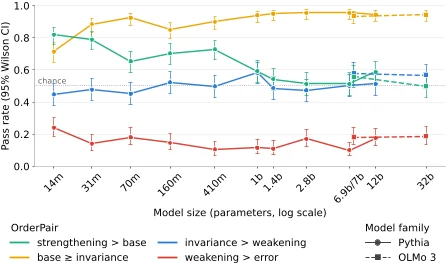 1.0
0.8
0.6
0.4
0.2
0.0
Pass rate (95% Wilson CI)
chance
14m
31m
70m
160m
410m
1b
1.4b
2.8b
6.9b/7b
12b
32b
Model size (parameters, log scale)
OrderPair
strengthening > base
base ≥ invariance
invariance > weakening
weakening > error
Model family
Pythia
OLMo 3